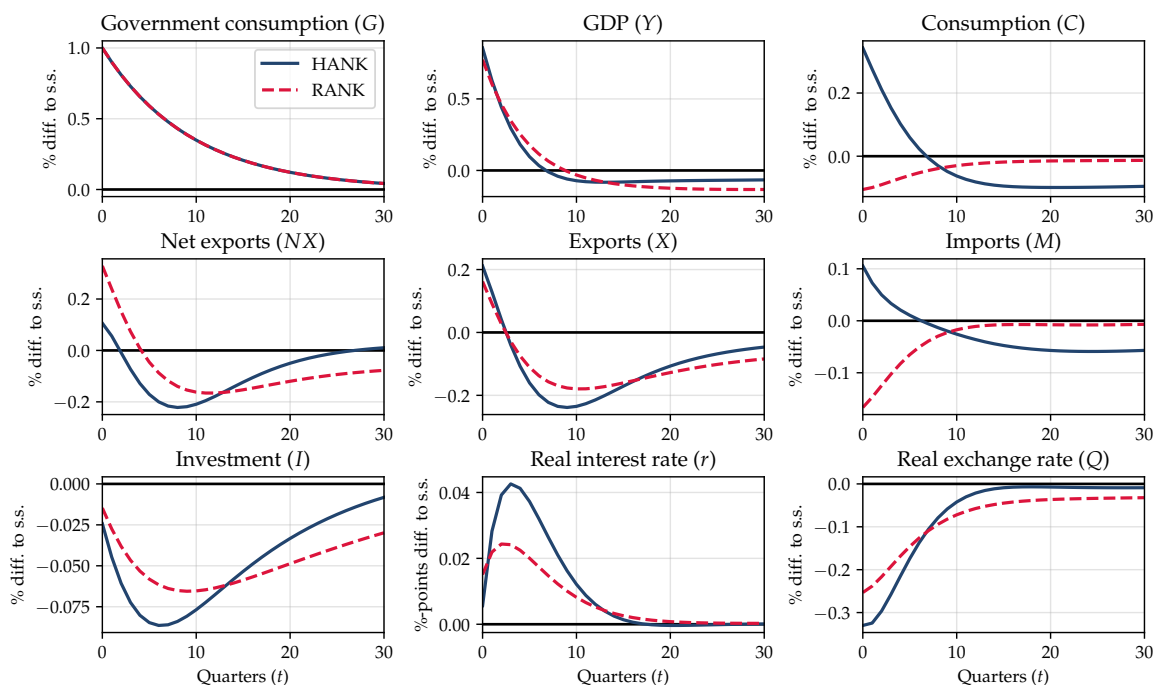 Government consumption (G)
% diff. to s.s.
1.0
0.5
0.0
0
10
20
30
HANK
RANK
GDP (Y)
% diff. to s.s.
0.5
0.0
0
10
20
30
Consumption (C)
% diff. to s.s.
0.2
0.0
0
10
20
30
Net exports (NX)
% diff. to s.s.
0.2
0.0
−0.2
0
10
20
30
Exports (X)
% diff. to s.s.
0.2
0.0
−0.2
0
10
20
30
Imports (M)
% diff. to s.s.
0.1
0.0
−0.1
0
10
20
30
Investment (I)
% diff. to s.s.
0.000
−0.025
−0.050
−0.075
0
10
20
30
Quarters (t)
Real interest rate (r)
%-points diff. to s.s.
0.04
0.02
0.00
0
10
20
30
Quarters (t)
Real exchange rate (Q)
% diff. to s.s.
0.0
−0.1
−0.2
−0.3
0
10
20
30
Quarters (t)